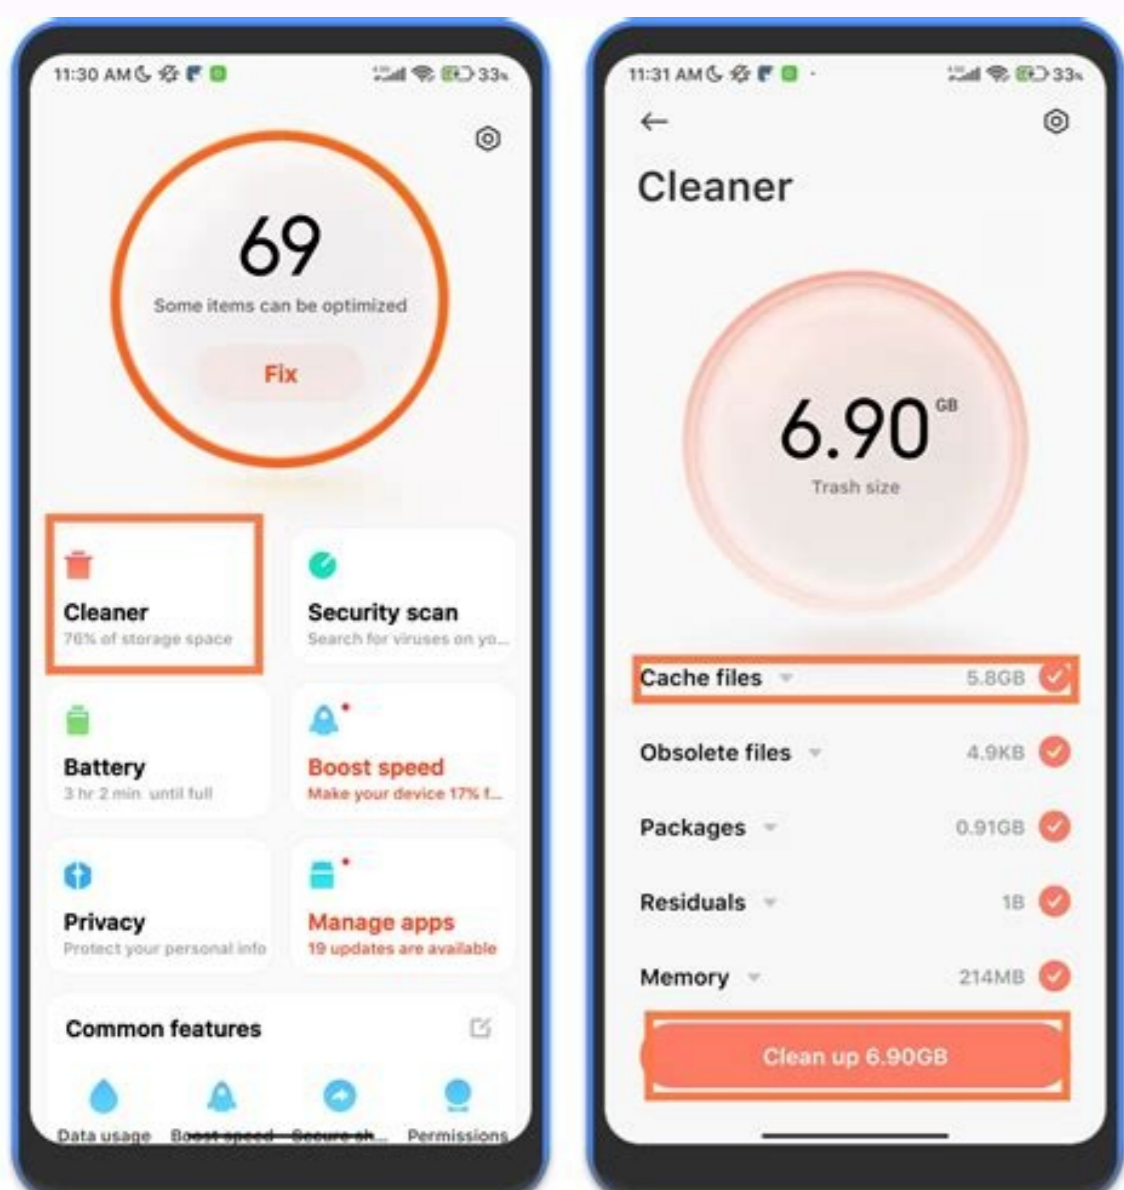 11:30 AM
33%
69
Some items can be optimized
Fix
Cleaner
76% of storage space
Security scan
Search for viruses on yo...
Battery
3 hr 2 min until full
Boost speed
Make your device 17% f...
Privacy
Protect your personal info
Manage apps
19 updates are available
Common features
Data usage
Boost speed
Secure sh...
Permissions
11:31 AM
33%
Cleaner
6.90 GB
Trash size
Cache files 5.8GB
Obsolete files 4.9KB
Packages 0.91GB
Residuals 1B
Memory 214MB
Clean up 6.90GB